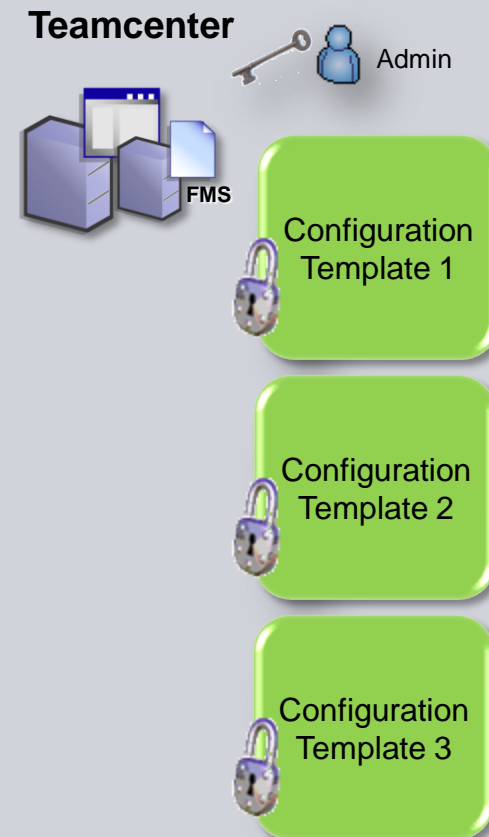 Teamcenter
Admin
FMS
Configuration
Template 1
Configuration
Template 2
Configuration
Template 3